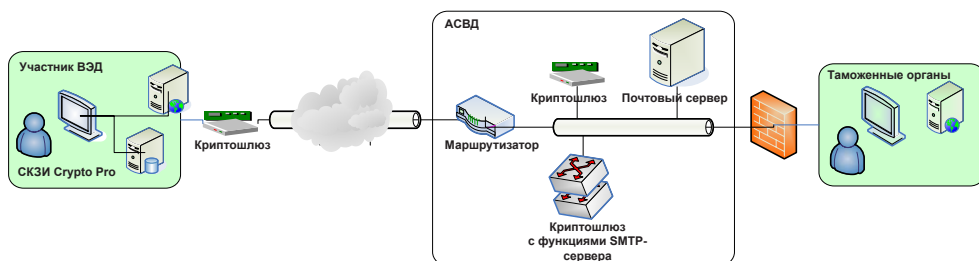 АСВД
Участник ВЭД
СКЗИ Crypto Pro
Криптошлюз
Маршрутизатор
Криптошлюз
Почтовый сервер
Криптошлюз
с функциями SMTP-
сервера
Таможенные органы